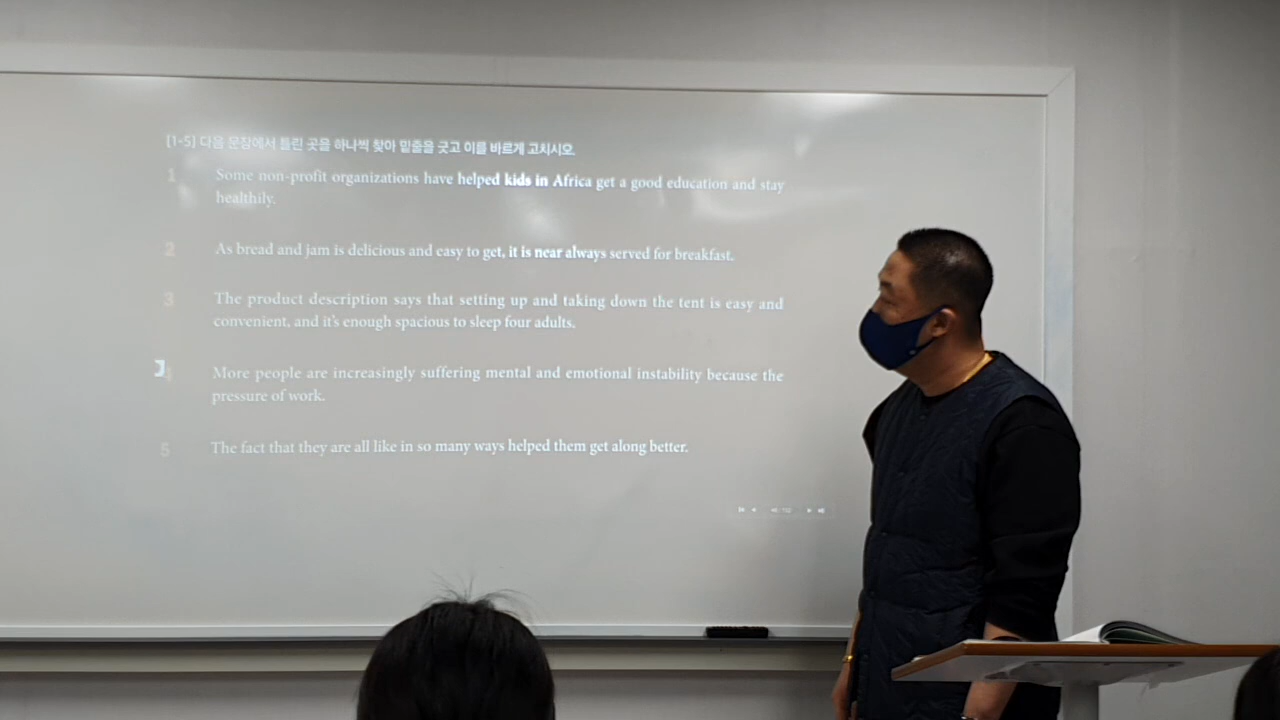 [1-5] 다음 문장에서 틀린 곳을 하나씩 찾아 밑줄을 긋고 이를 바르게 고치시오.
1 Some non-profit organizations have helped kids in Africa get a good education and stay
healthily.
2 As bread and jam is delicious and easy to get, it is near always served for breakfast.
3 The product description says that setting up and taking down the tent is easy and
convenient, and it's enough spacious to sleep four adults.
4 More people are increasingly suffering mental and emotional instability because the
pressure of work.
5 The fact that they are all like in so many ways helped them get along better.